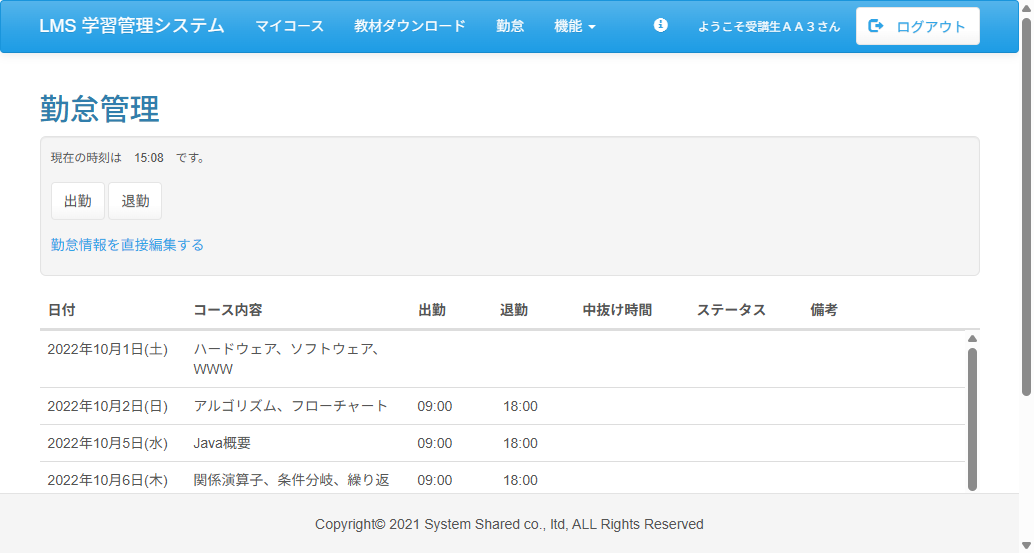 LMS 学習管理システム マイコース 教材ダウンロード 勤怠 機能 ようこそ受講生ＡＡ３さん ログアウト
勤怠管理
現在の時刻は 15:08 です。
出勤 退勤
勤怠情報を直接編集する
日付 コース内容 出勤 退勤 中抜け時間 ステータス 備考
2022年10月1日(土) ハードウェア、ソフトウェア、
WWW
2022年10月2日(日) アルゴリズム、フローチャート 09:00 18:00
2022年10月5日(水) Java概要 09:00 18:00
2022年10月6日(木) 関係演算子、条件分岐、繰り返 09:00 18:00
Copyright© 2021 System Shared co., ltd, ALL Rights Reserved